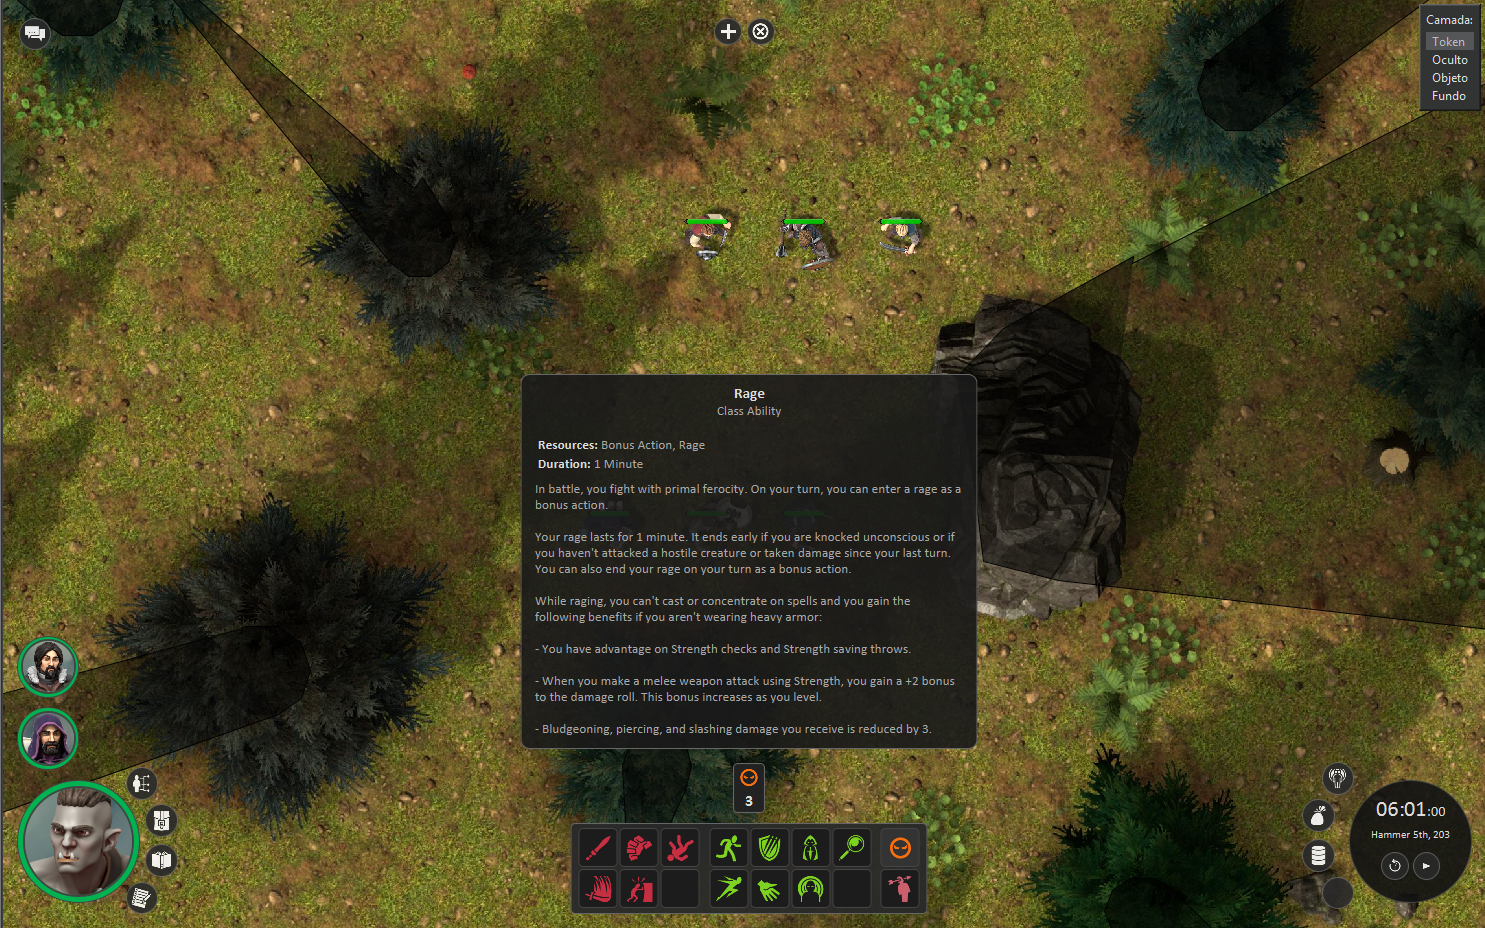 Camada:
Token
Oculto
Objeto
Fundo
Rage
Class Ability
Resources: Bonus Action, Rage
Duration: 1 Minute
In battle, you fight with primal ferocity. On your turn, you can enter a rage as a
bonus action.
Your rage lasts for 1 minute. It ends early if you are knocked unconscious or if
you haven't attacked a hostile creature or taken damage since your last turn.
You can also end your rage on your turn as a bonus action.
While raging, you can't cast or concentrate on spells and you gain the
following benefits if you aren't wearing heavy armor:
- You have advantage on Strength checks and Strength saving throws.
- When you make a melee weapon attack using Strength, you gain a +2 bonus
to the damage roll. This bonus increases as you level.
- Bludgeoning, piercing, and slashing damage you receive is reduced by 3.
3
06:01:00
Hammer 5th, 203